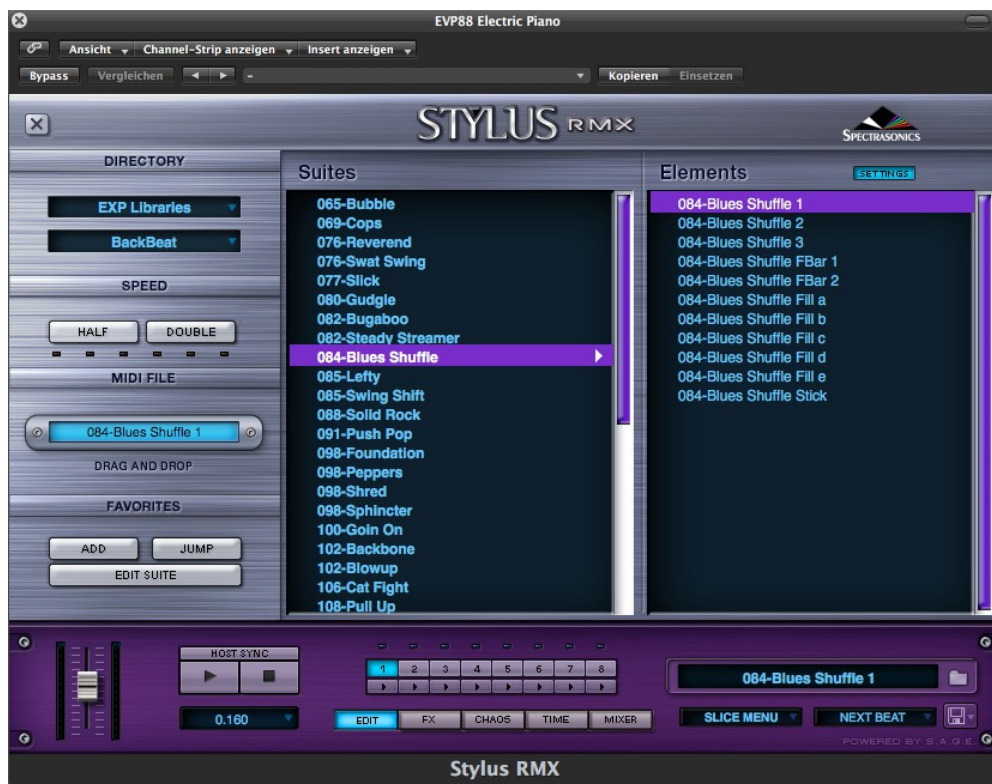 EVP88 Electric Piano
Ansicht Channel-Strip anzeigen Insert anzeigen
Bypass Vergleichen - Kopieren Einsetzen
STYLUS RMX
SPECTRASONICS
DIRECTORY
EXP Libraries
BackBeat
SPEED
HALF DOUBLE
MIDI FILE
084-Blues Shuffle 1
DRAG AND DROP
FAVORITES
ADD JUMP
EDIT SUITE
Suites
065-Bubble
069-Cops
076-Reverend
076-Swat Swing
077-Slick
080-Gudgle
082-Bugaboo
082-Steady Streamer
084-Blues Shuffle
085-Lefty
085-Swing Shift
088-Solid Rock
091-Push Pop
098-Foundation
098-Peppers
098-Shred
098-Sphincter
100-Goin On
102-Backbone
102-Blowup
106-Cat Fight
108-Pull Up
Elements SETTINGS
084-Blues Shuffle 1
084-Blues Shuffle 2
084-Blues Shuffle 3
084-Blues Shuffle FBar 1
084-Blues Shuffle FBar 2
084-Blues Shuffle Fill a
084-Blues Shuffle Fill b
084-Blues Shuffle Fill c
084-Blues Shuffle Fill d
084-Blues Shuffle Fill e
084-Blues Shuffle Stick
HOST SYNC
0.160
1 2 3 4 5 6 7 8
EDIT FX CHAOS TIME MIXER
084-Blues Shuffle 1
SLICE MENU NEXT BEAT
POWERED BY S.A.G.E.
Stylus RMX